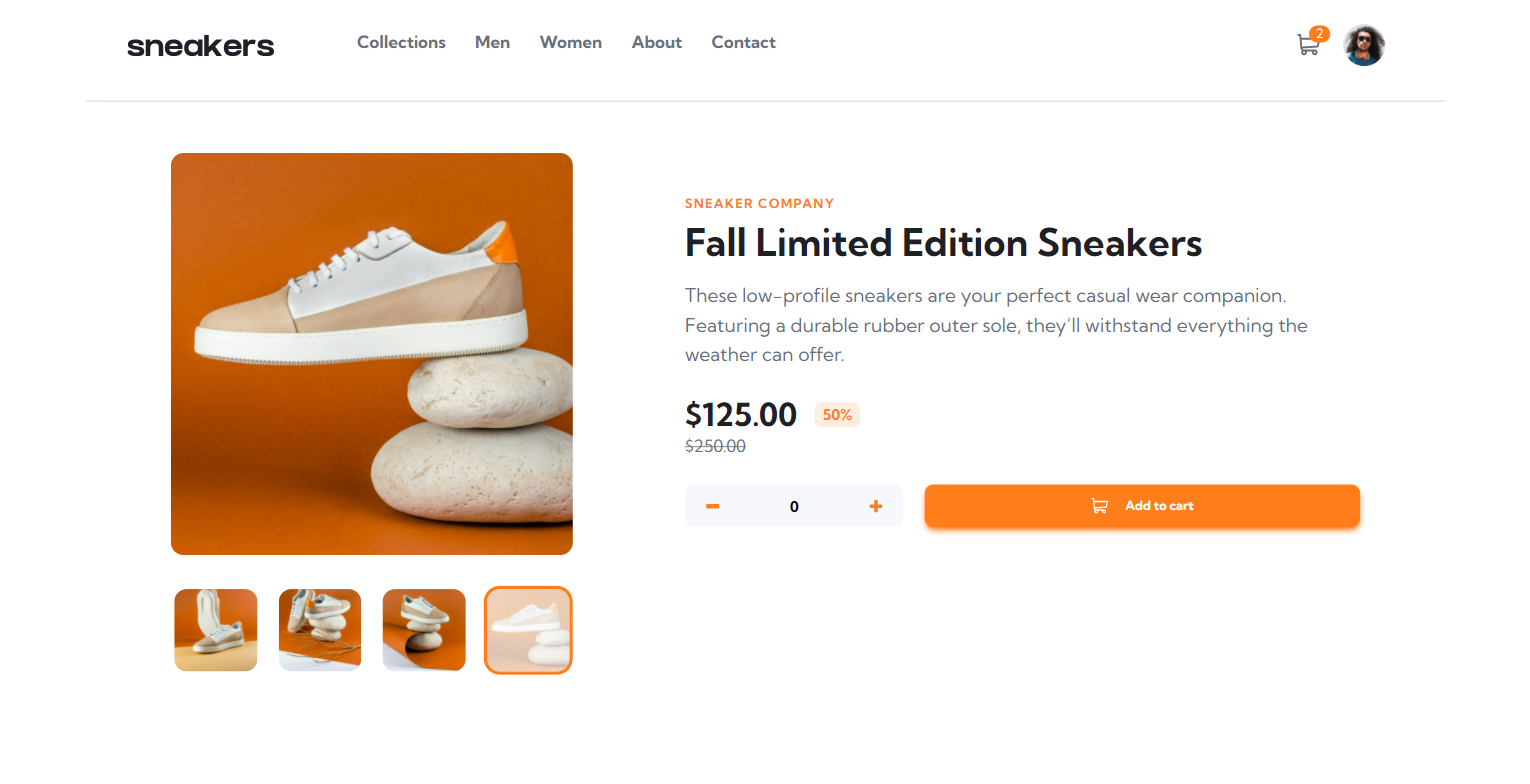 sneakers Collections Men Women About Contact 2
SNEAKER COMPANY
Fall Limited Edition Sneakers
These low-profile sneakers are your perfect casual wear companion.
Featuring a durable rubber outer sole, they’ll withstand everything the
weather can offer.
$125.00 50%
$250.00
0 Add to cart